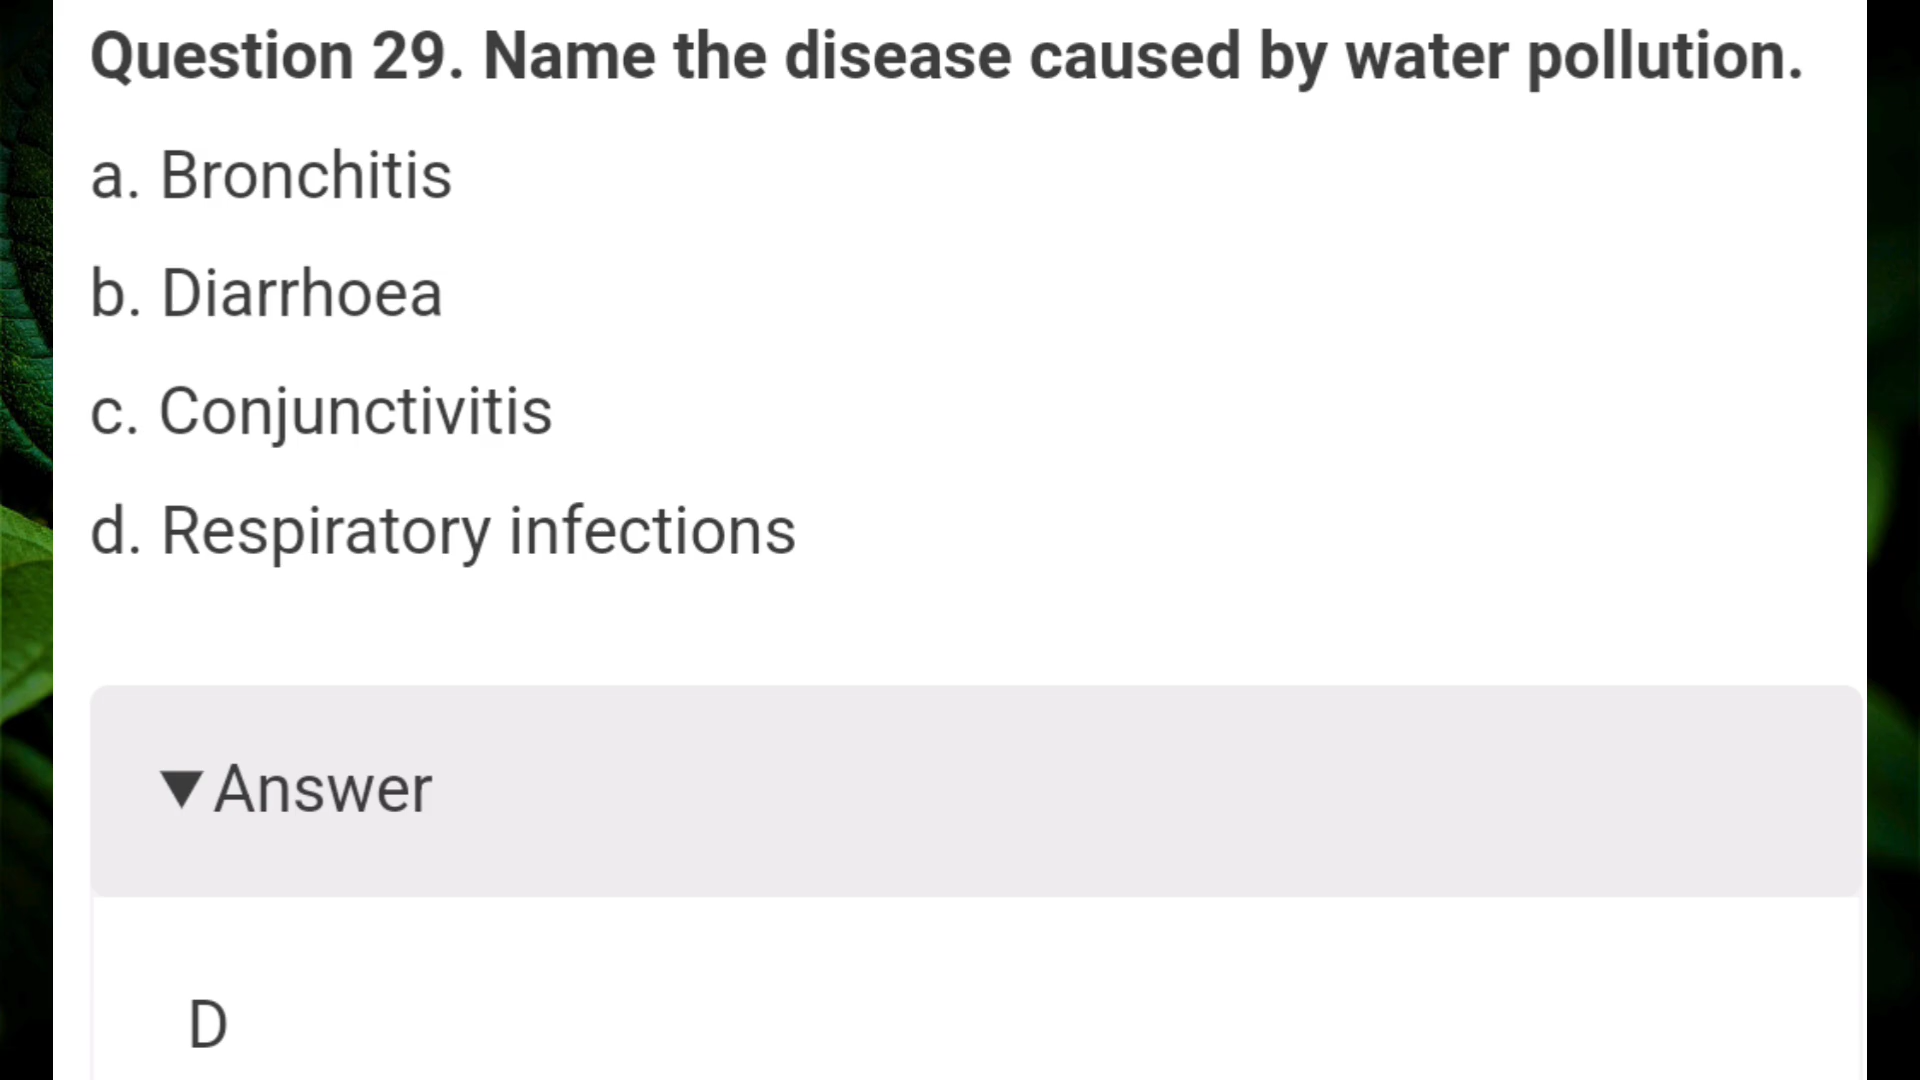 Question 29. Name the disease caused by water pollution.
a. Bronchitis
b. Diarrhoea
c. Conjunctivitis
d. Respiratory infections
▼Answer
D